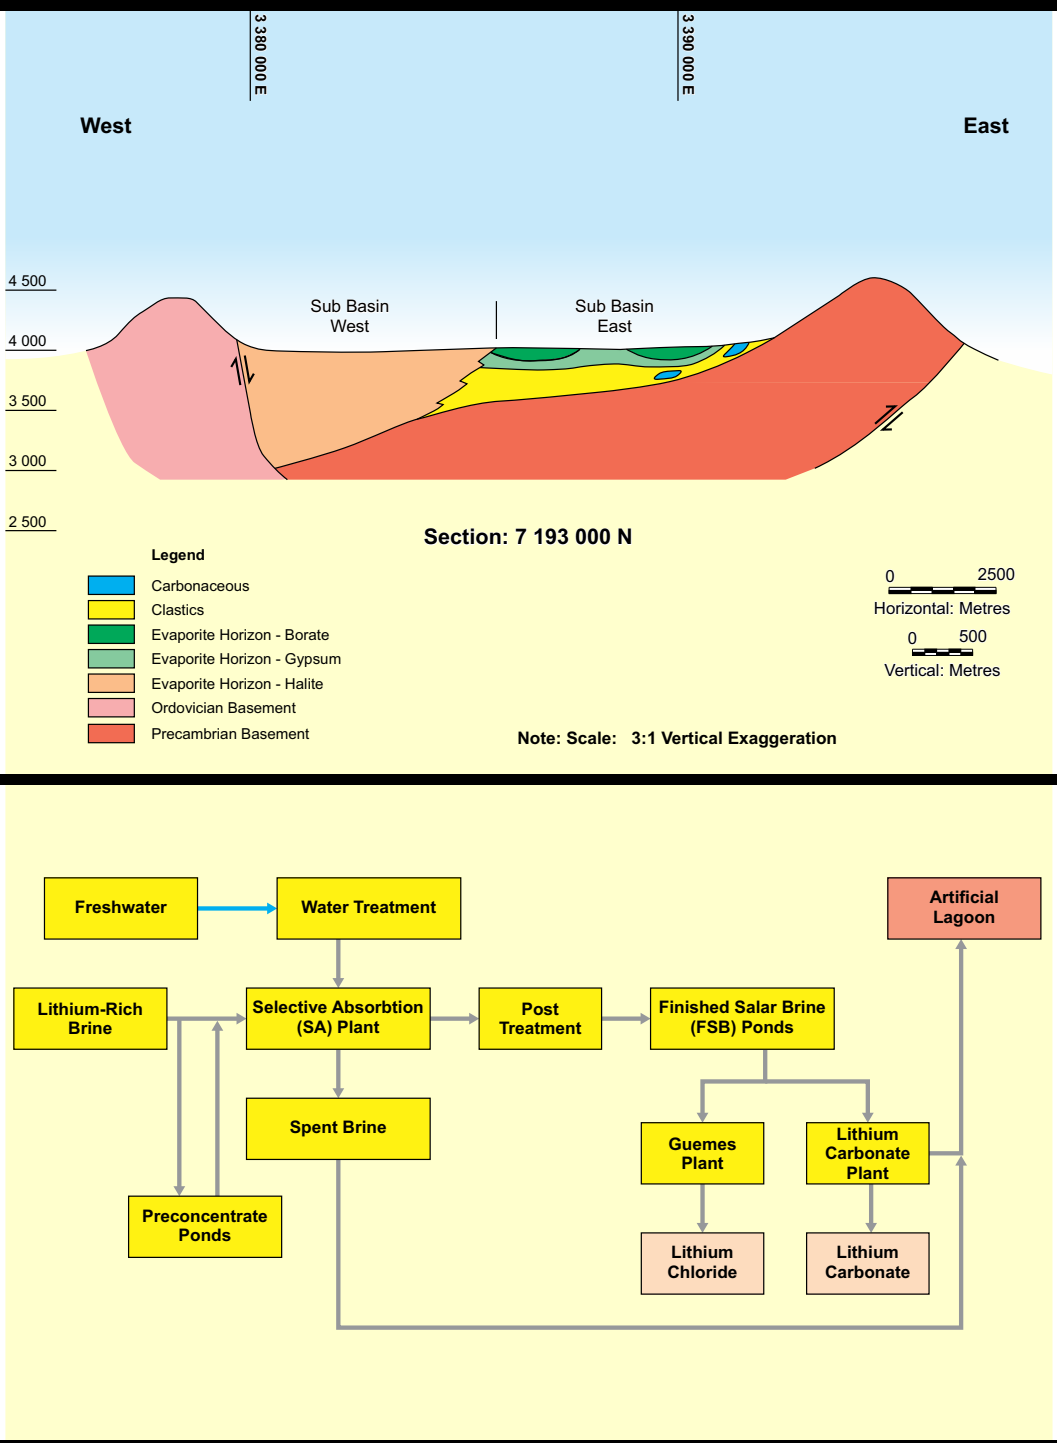 3 380 000 E
3 390 000 E
West
East
4 500
Sub Basin
West
Sub Basin
East
4 000
3 500
3 000
2 500
Section: 7 193 000 N
Legend
Carbonaceous
Clastics
Evaporite Horizon - Borate
Evaporite Horizon - Gypsum
Evaporite Horizon - Halite
Ordovician Basement
Precambrian Basement
0 2500
Horizontal: Metres
0 500
Vertical: Metres
Note: Scale: 3:1 Vertical Exaggeration
Freshwater
Water Treatment
Artificial
Lagoon
Lithium-Rich
Brine
Selective Absorbtion
(SA) Plant
Post
Treatment
Finished Salar Brine
(FSB) Ponds
Spent Brine
Guemes
Plant
Lithium
Carbonate
Plant
Preconcentrate
Ponds
Lithium
Chloride
Lithium
Carbonate